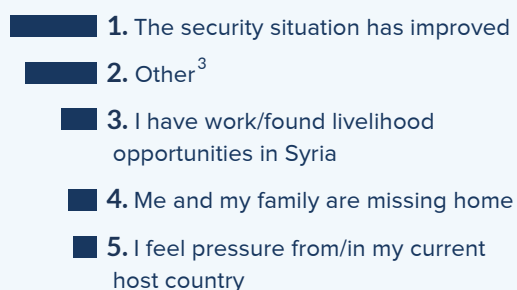 1. The security situation has improved
2. Other³
3. I have work/found livelihood
opportunities in Syria
4. Me and my family are missing home
5. I feel pressure from/in my current
host country